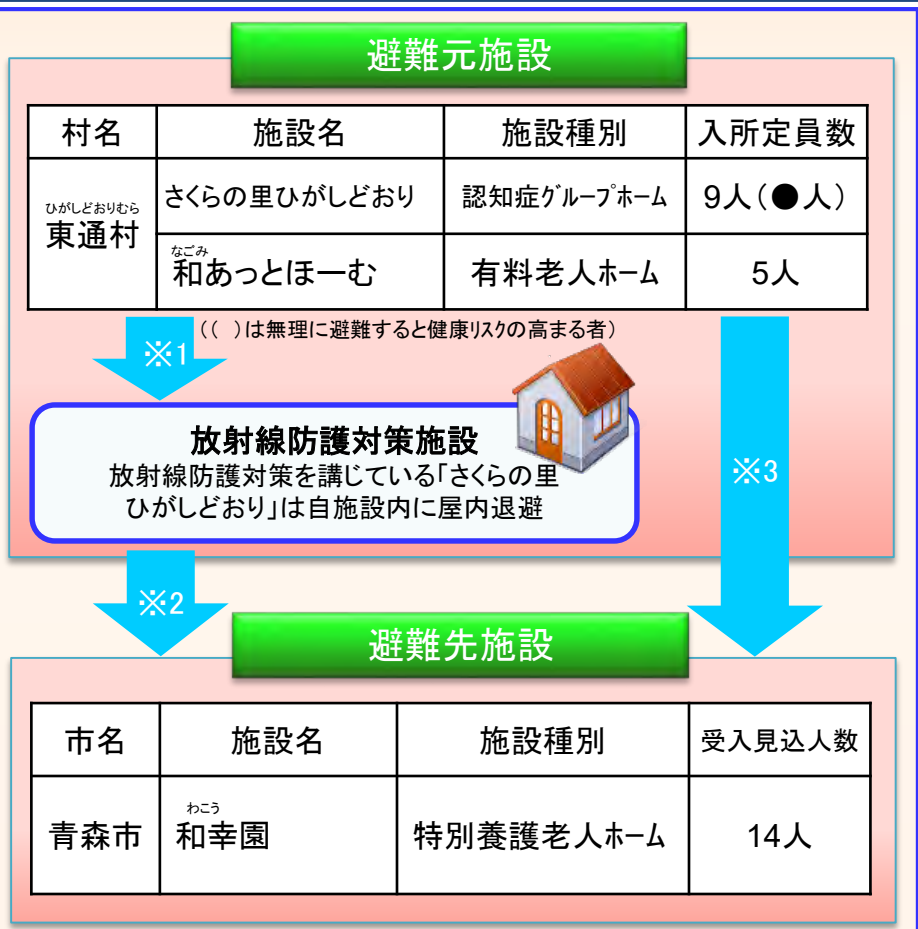 避難元施設
村名 施設名 施設種別 入所定員数
ひがしどおりむら
東通村
さくらの里ひがしどおり 認知症グループホーム 9人(●人)
なごみ
和あっとほーむ 有料老人ホーム 5人
(( )は無理に避難すると健康リスクの高まる者)
※1
放射線防護対策施設
放射線防護対策を講じている「さくらの里
ひがしどおり」は自施設内に屋内退避
※3
※2
避難先施設
市名 施設名 施設種別 受入見込人数
わこう
青森市 和幸園 特別養護老人ホーム 14人